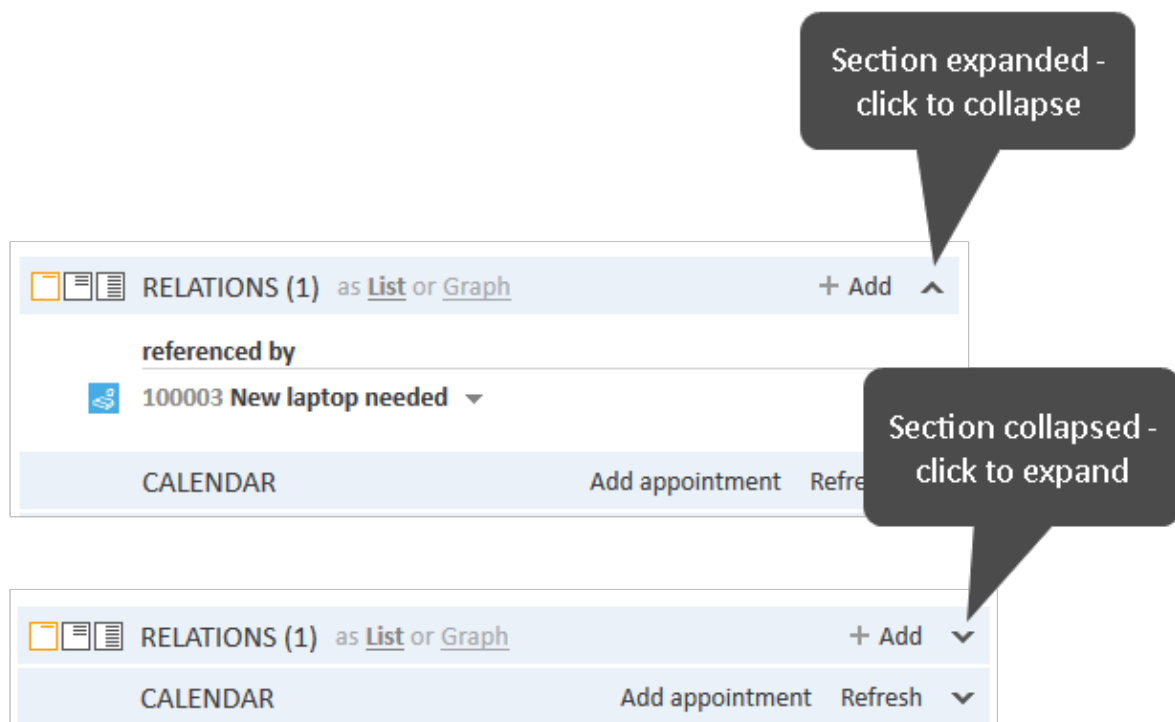 Section expanded -
click to collapse
RELATIONS (1) as List or Graph + Add
referenced by
100003 New laptop needed
Section collapsed -
click to expand
CALENDAR Add appointment Refre
RELATIONS (1) as List or Graph + Add
CALENDAR Add appointment Refresh